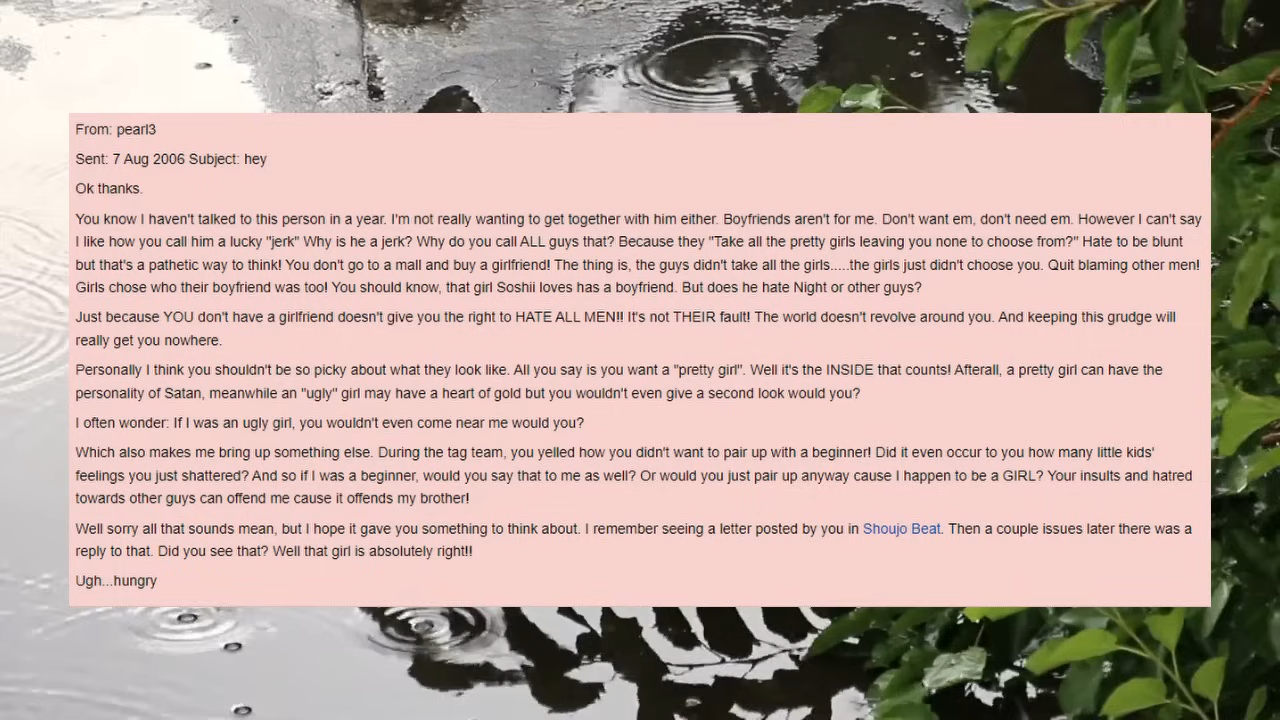 From: pearl3
Sent: 7 Aug 2006 Subject: hey
Ok thanks.
You know I haven't talked to this person in a year. I'm not really wanting to get together with him either. Boyfriends aren't for me. Don't want em, don't need em. However I can't say
I like how you call him a lucky "jerk" Why is he a jerk? Why do you call ALL guys that? Because they "Take all the pretty girls leaving you none to choose from?" Hate to be blunt
but that's a pathetic way to think! You don't go to a mall and buy a girlfriend! The thing is, the guys didn't take all the girls.....the girls just didn't choose you. Quit blaming other men!
Girls chose who their boyfriend was too! You should know, that girl Soshii loves has a boyfriend. But does he hate Night or other guys?
Just because YOU don't have a girlfriend doesn't give you the right to HATE ALL MEN!! It's not THEIR fault! The world doesn't revolve around you. And keeping this grudge will
really get you nowhere.
Personally I think you shouldn't be so picky about what they look like. All you say is you want a "pretty girl". Well it's the INSIDE that counts! Afterall, a pretty girl can have the
personality of Satan, meanwhile an "ugly" girl may have a heart of gold but you wouldn't even give a second look would you?
I often wonder: If I was an ugly girl, you wouldn't even come near me would you?
Which also makes me bring up something else. During the tag team, you yelled how you didn't want to pair up with a beginner! Did it even occur to you how many little kids'
feelings you just shattered? And so if I was a beginner, would you say that to me as well? Or would you just pair up anyway cause I happen to be a GIRL? Your insults and hatred
towards other guys can offend me cause it offends my brother!
Well sorry all that sounds mean, but I hope it gave you something to think about. I remember seeing a letter posted by you in Shoujo Beat. Then a couple issues later there was a
reply to that. Did you see that? Well that girl is absolutely right!!
Ugh...hungry